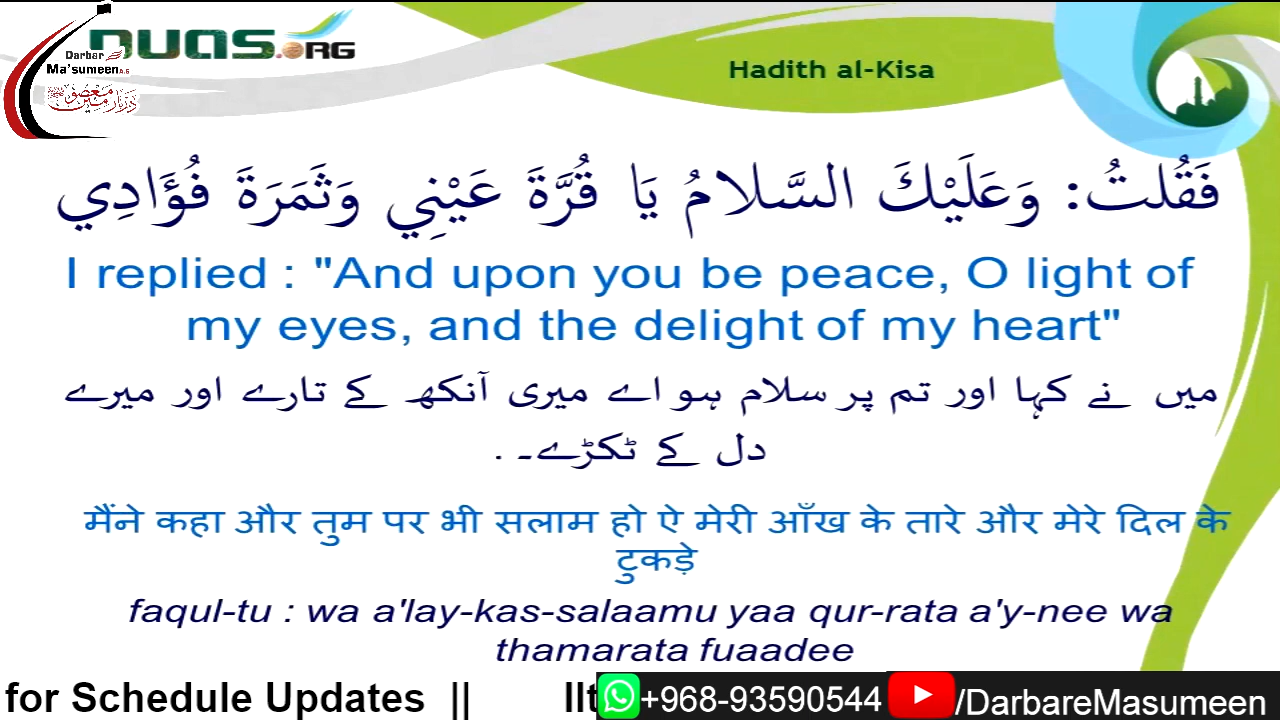 DUAS.ORG
Darbar
Ma'sumeen A.S
Hadith al-Kisa
فَقُلتُ: وَعَلَيْكَ السَّلامُ يَا قُرَّةَ عَيْنِي وَثَمَرَةَ فُؤَادِي
I replied : "And upon you be peace, O light of
my eyes, and the delight of my heart"
میں نے کہا اور تم پر سلام ہو اے میری آنکھ کے تارے اور میرے
دل کے ٹکڑے۔ .
मैंने कहा और तुम पर भी सलाम हो ऐ मेरी आँख के तारे और मेरे दिल के
टुकड़े
faqul-tu : wa a'lay-kas-salaamu yaa qur-rata a'y-nee wa
thamarata fuaadee
for Schedule Updates || +968-93590544 /DarbareMasumeen